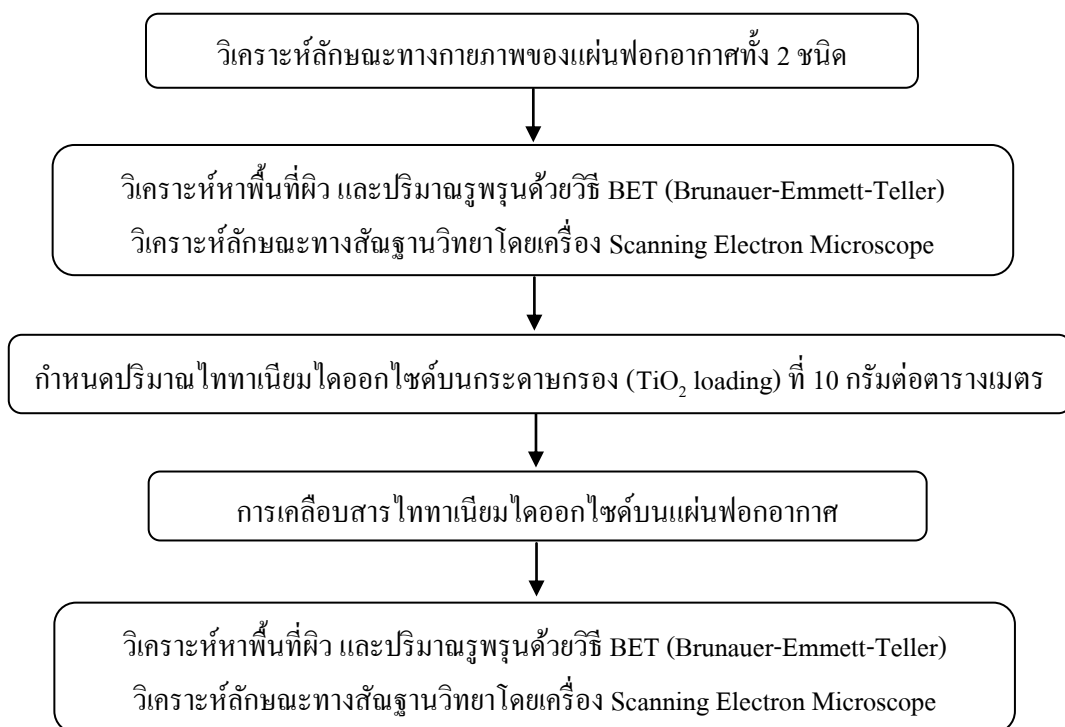 วิเคราะห์ลักษณะทางกายภาพของแผ่นฟอกอากาศทั้ง 2 ชนิด
วิเคราะห์หาพื้นที่ผิว และปริมาณรูพรุนด้วยวิธี BET (Brunauer-Emmett-Teller)
วิเคราะห์ลักษณะทางสัณฐานวิทยาโดยเครื่อง Scanning Electron Microscope
กำหนดปริมาณไททาเนียมไดออกไซด์บนกระดาษกรอง (TiO₂ loading) ที่ 10 กรัมต่อตารางเมตร
การเคลือบสารไททาเนียมไดออกไซด์บนแผ่นฟอกอากาศ
วิเคราะห์หาพื้นที่ผิว และปริมาณรูพรุนด้วยวิธี BET (Brunauer-Emmett-Teller)
วิเคราะห์ลักษณะทางสัณฐานวิทยาโดยเครื่อง Scanning Electron Microscope